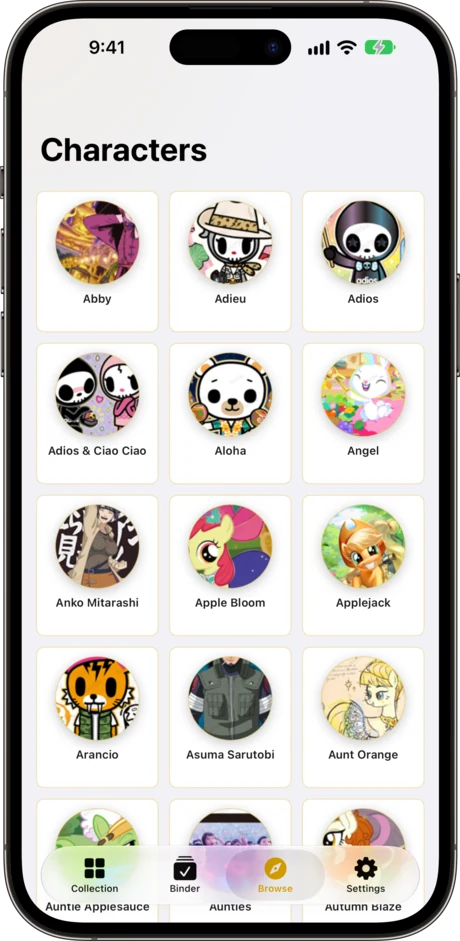 9:41
Characters
Abby
Adieu
Adios
adios
Adios & Ciao Ciao
Aloha
Angel
Anko Mitarashi
Apple Bloom
Applejack
Arancio
Asuma Sarutobi
Aunt Orange
Auntie Applesauce
Aunties
Autumn Blaze
Collection
Binder
Browse
Settings